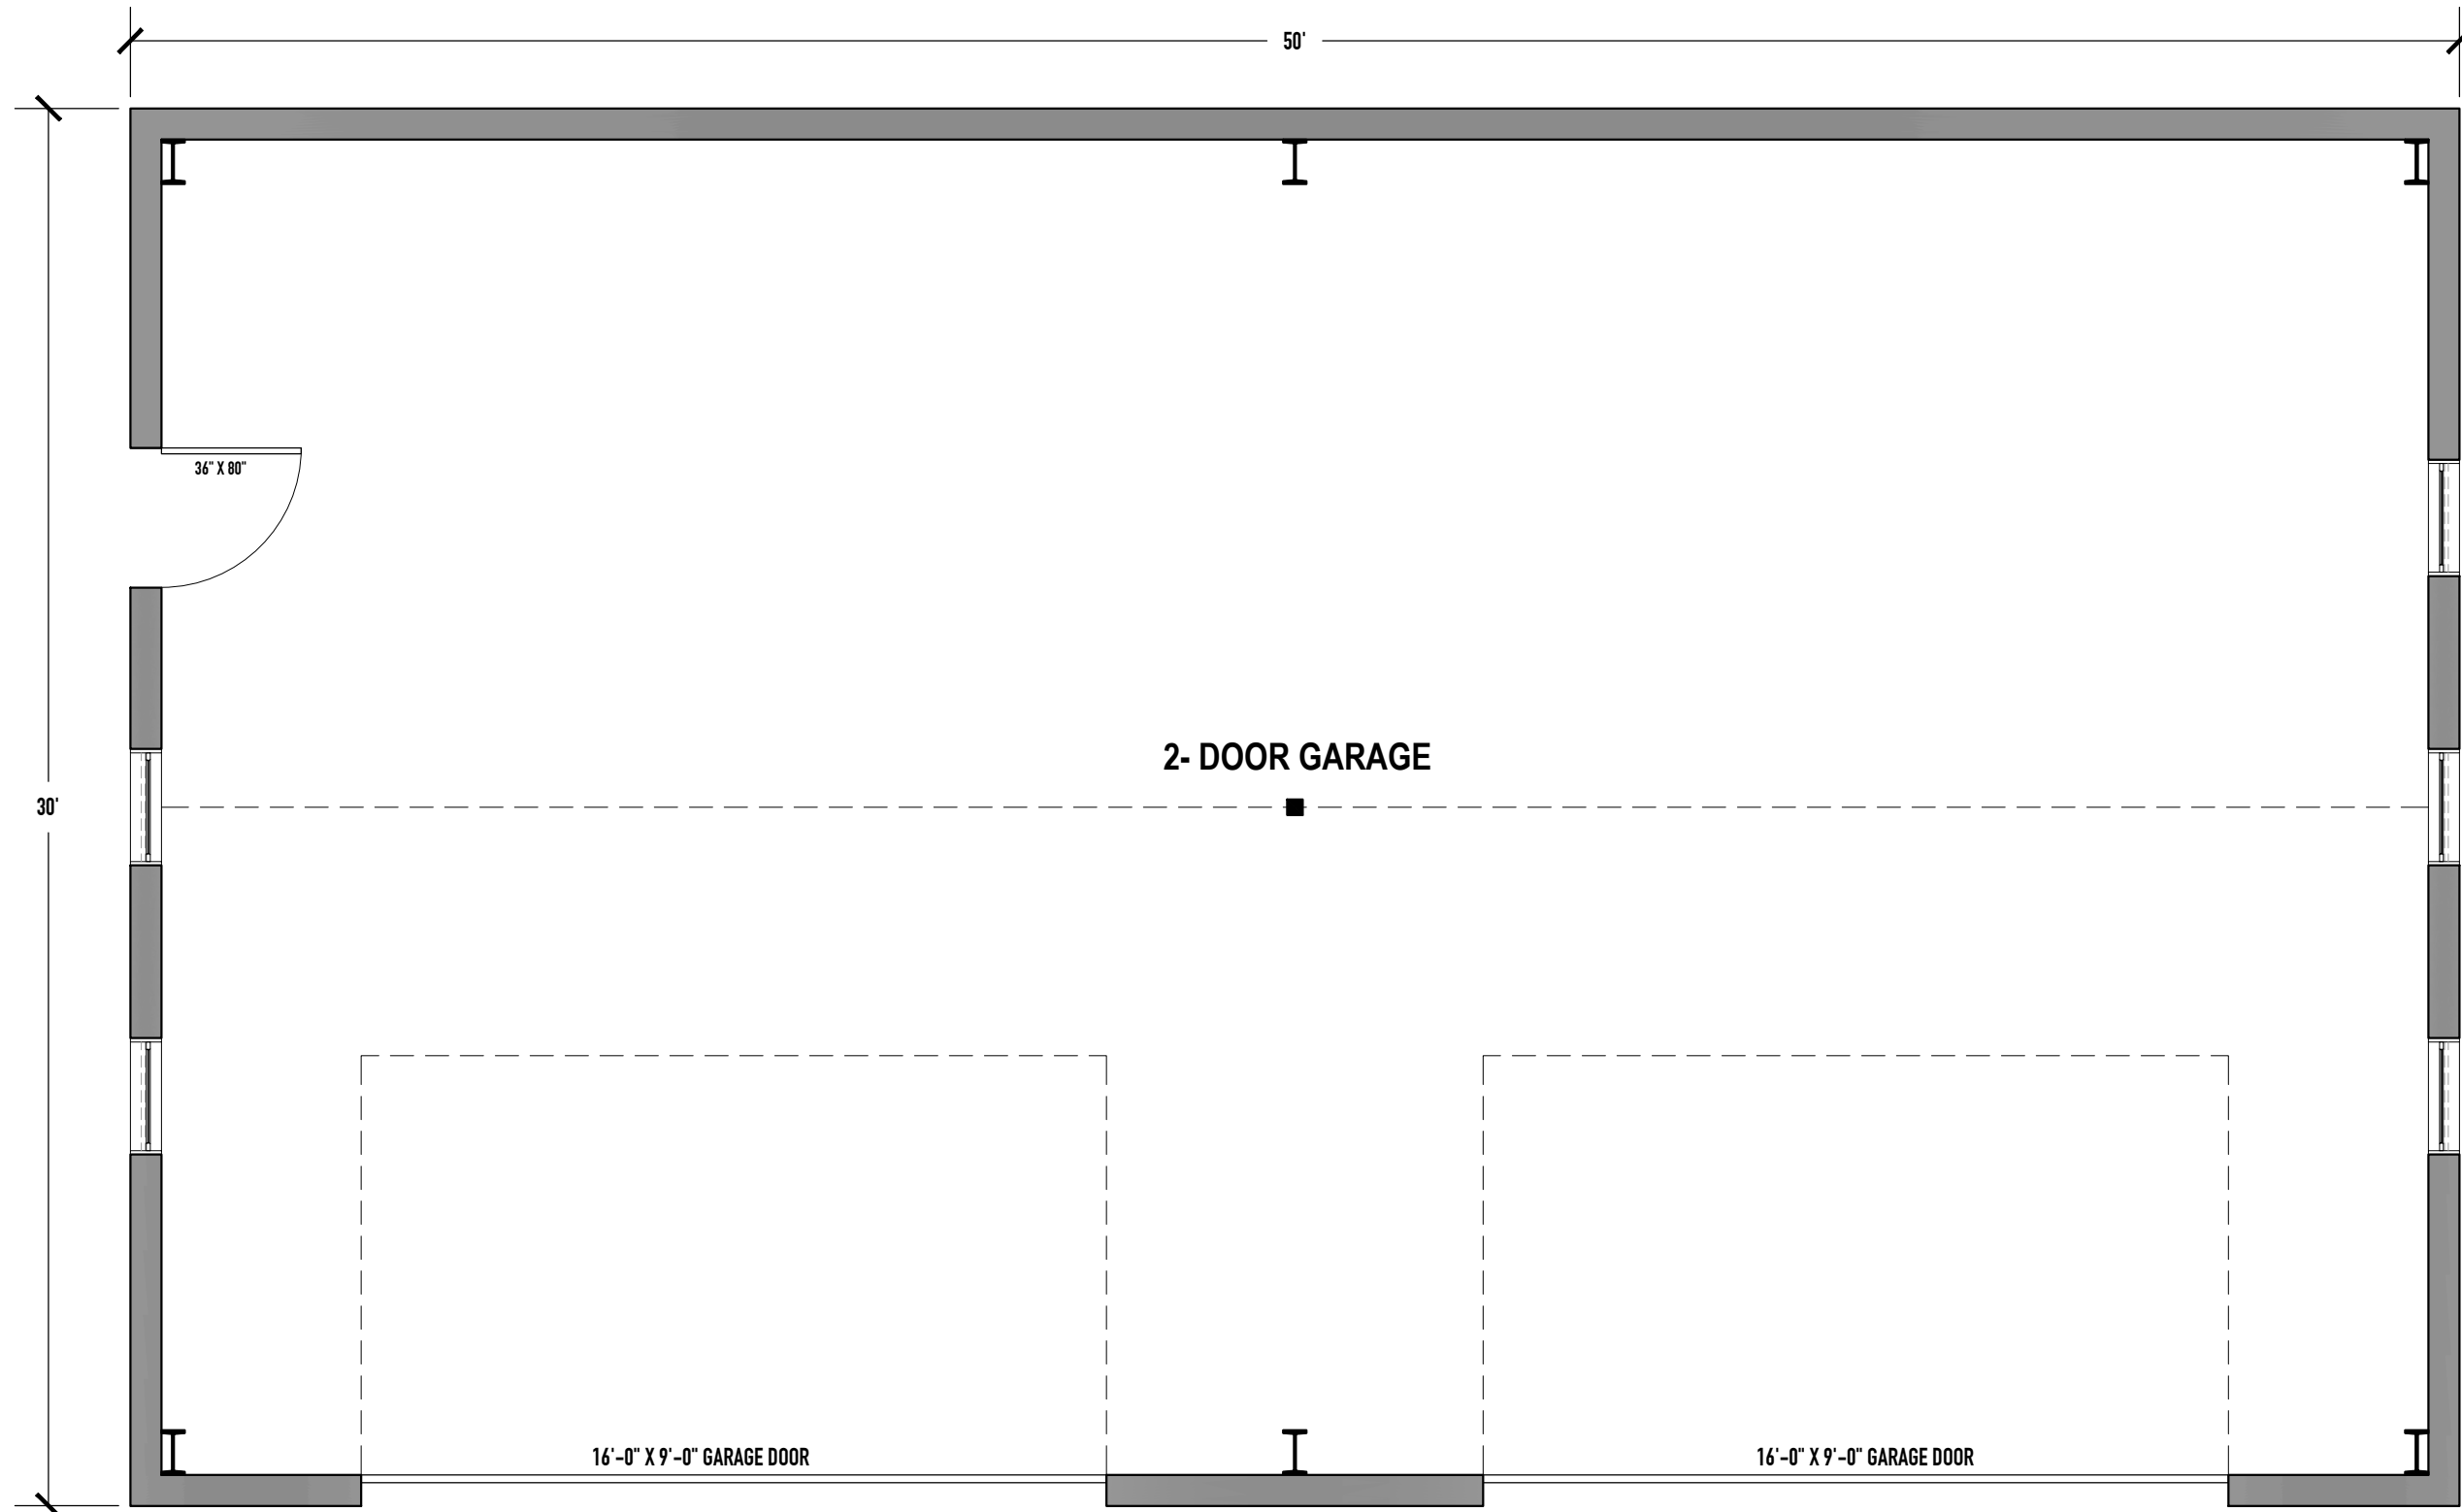 50'
36" X 80"
2- DOOR GARAGE
30'
16'-0" X 9'-0" GARAGE DOOR
16'-0" X 9'-0" GARAGE DOOR